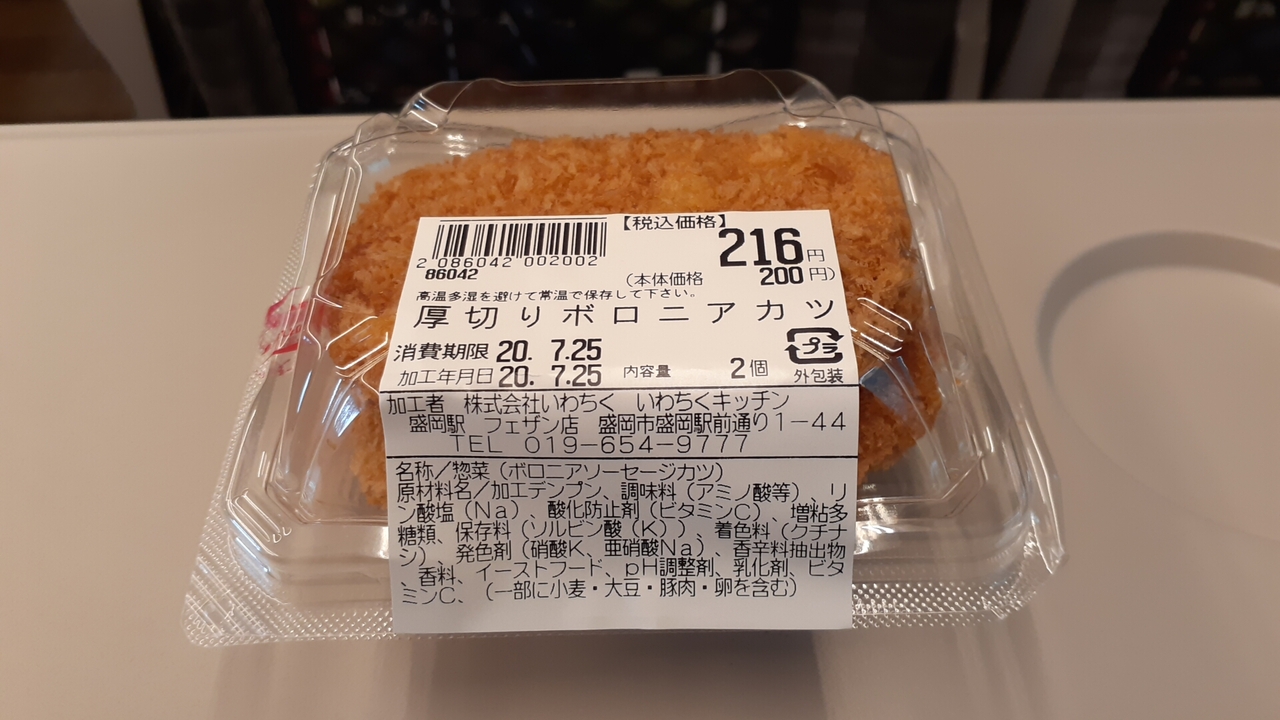 【税込価格】
216円
2 086042 002002
86042
(本体価格 200円)
高温多湿を避けて常温で保存して下さい。
厚切りボロニアカツ
消費期限 20. 7.25
プラ
加工年月日 20. 7.25 内容量 2個 外包装
加工者 株式会社いわちく いわちくキッチン
盛岡駅 フェザン店 盛岡市盛岡駅前通り1-44
TEL 019-654-9777
名称/惣菜(ボロニアソーセージカツ)
原材料名/加工デンプン、調味料(アミノ酸等)、リ
ン酸塩(Na)、酸化防止剤(ビタミンC)、増粘多
糖類、保存料(ソルビン酸(K))、着色料(クチナ
シ)、発色剤(硝酸K、亜硝酸Na)、香辛料抽出物
、香料、イーストフード、pH調整剤、乳化剤、ビタ
ミンC、(一部に小麦・大豆・豚肉・卵を含む)